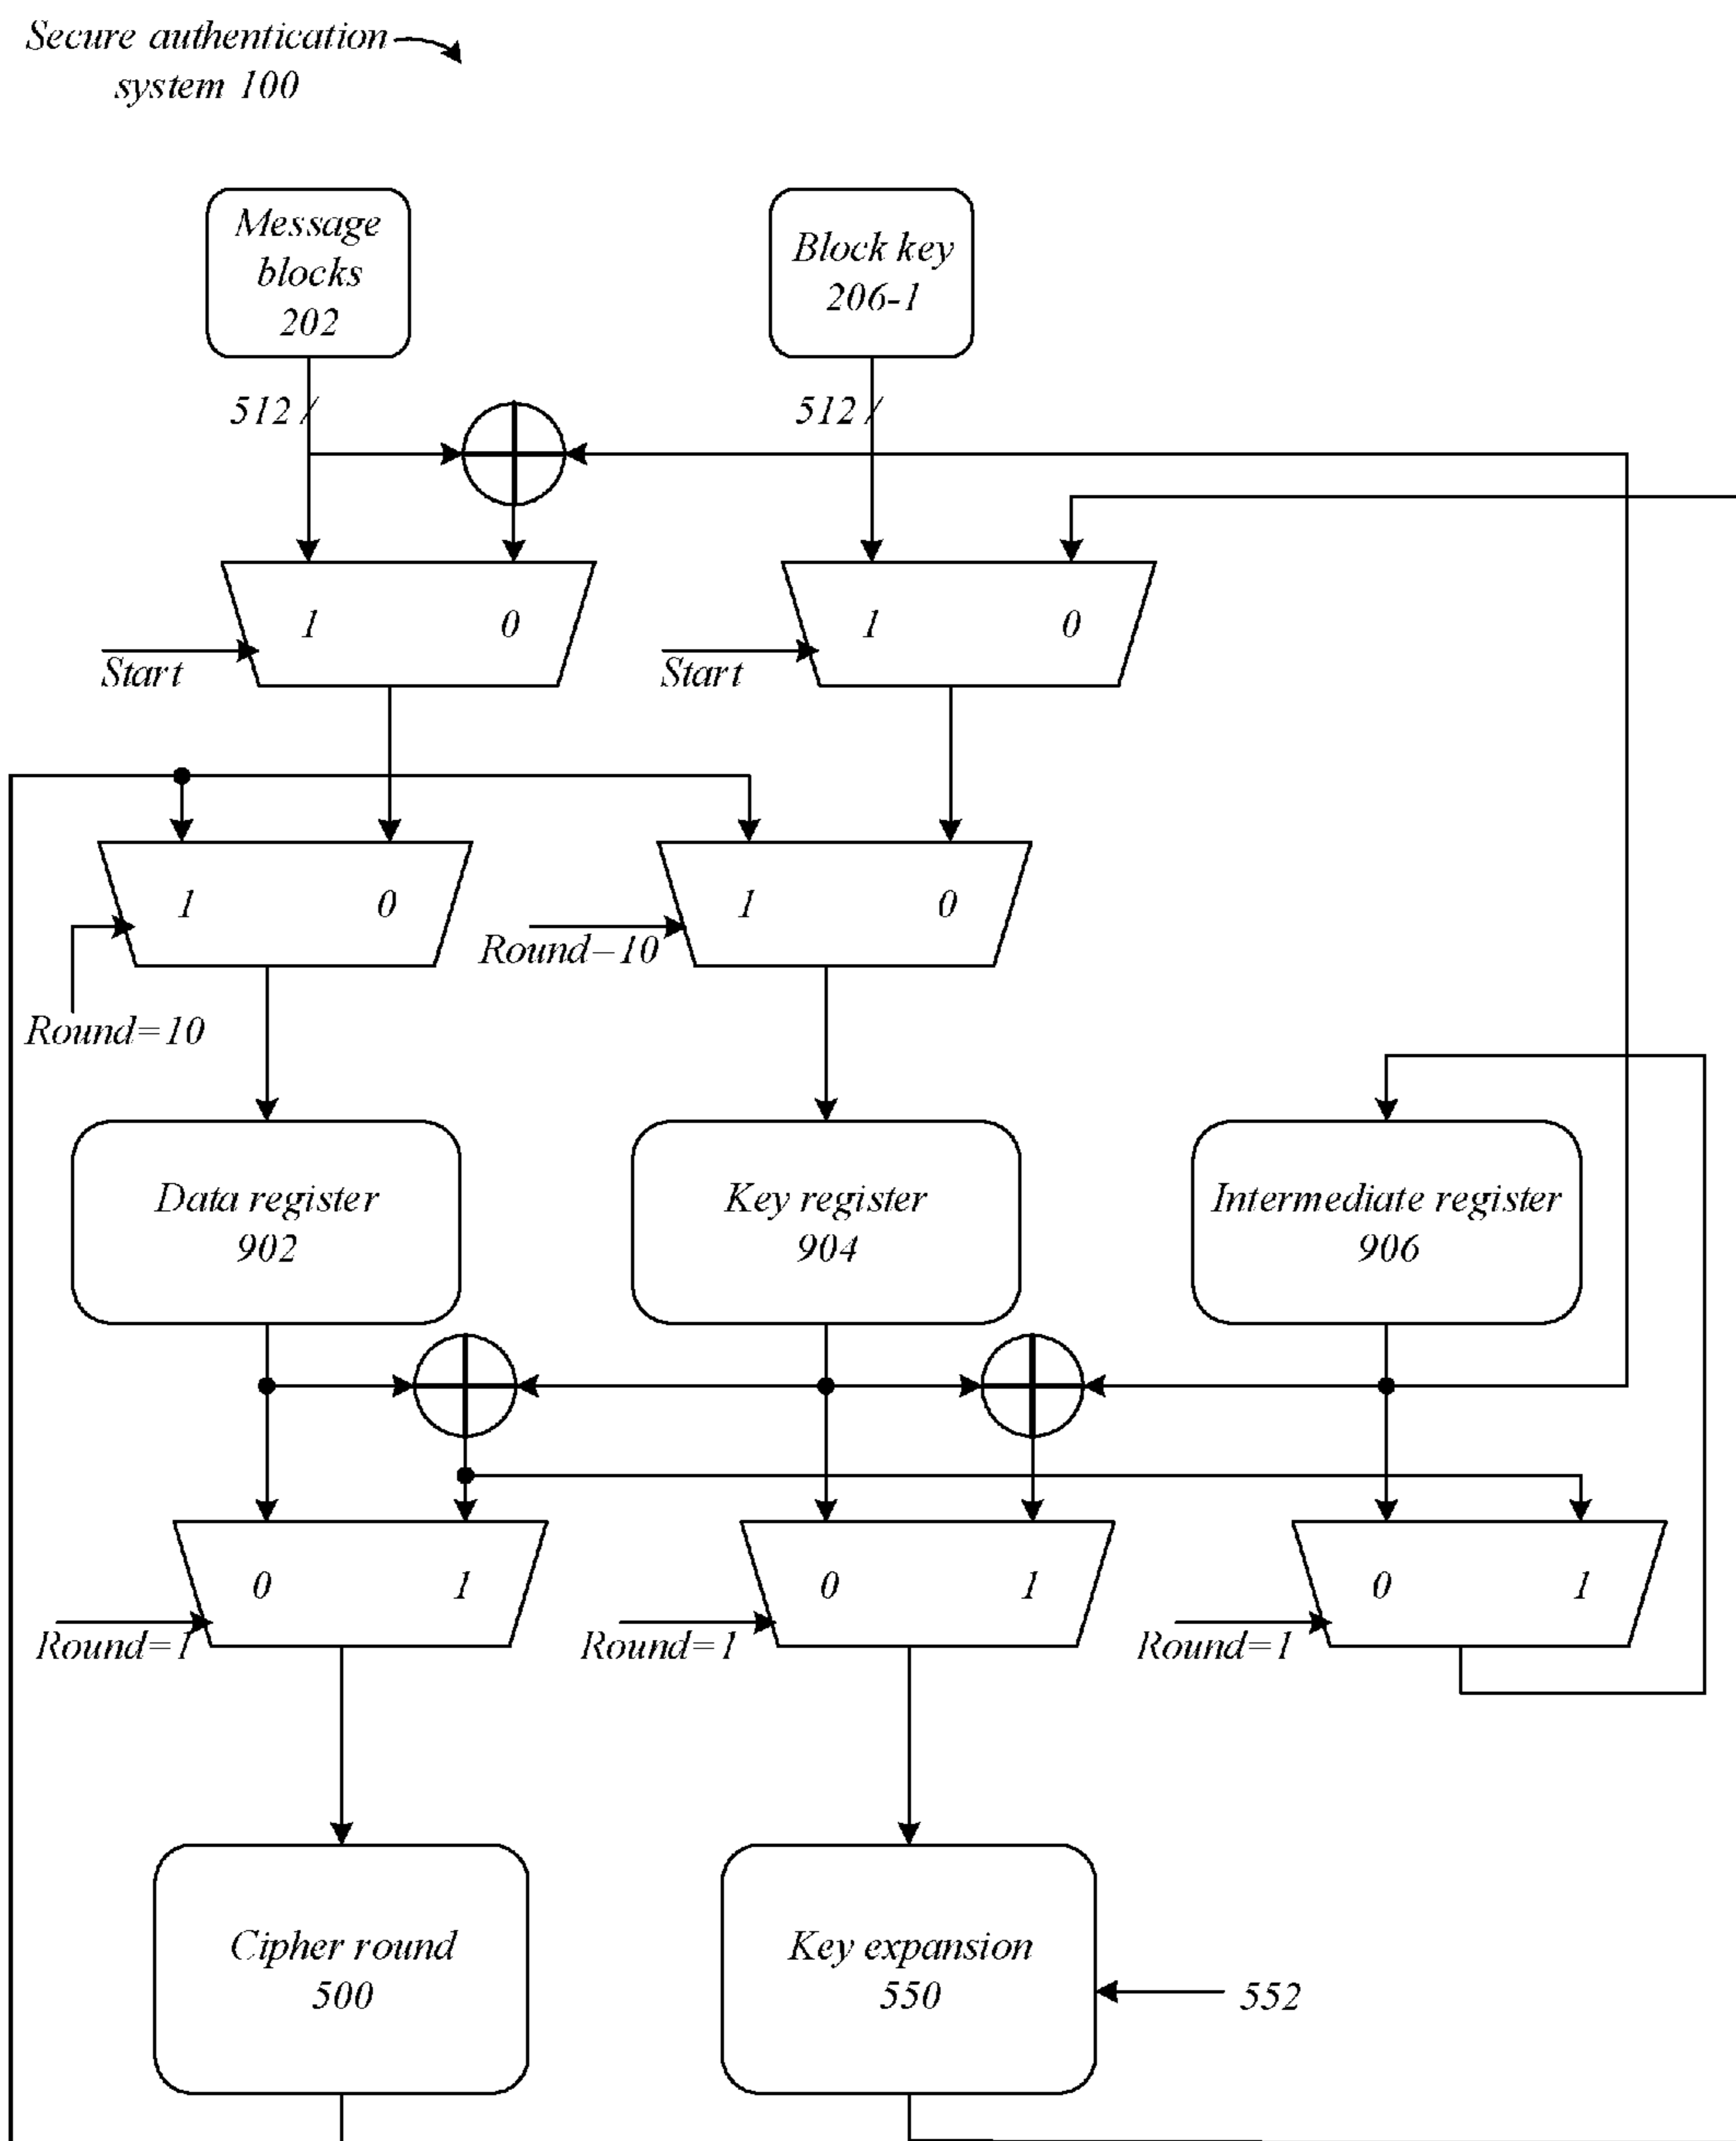 Secure authentication
system 100
Message
blocks
202
Block key
206-1
512 /
512 /
1
0
1
0
Start
Start
1
0
1
0
Round=10
Round=10
Data register
902
Key register
904
Intermediate register
906
0
1
0
1
0
1
Round=1
Round=1
Round=1
Cipher round
500
Key expansion
550
552